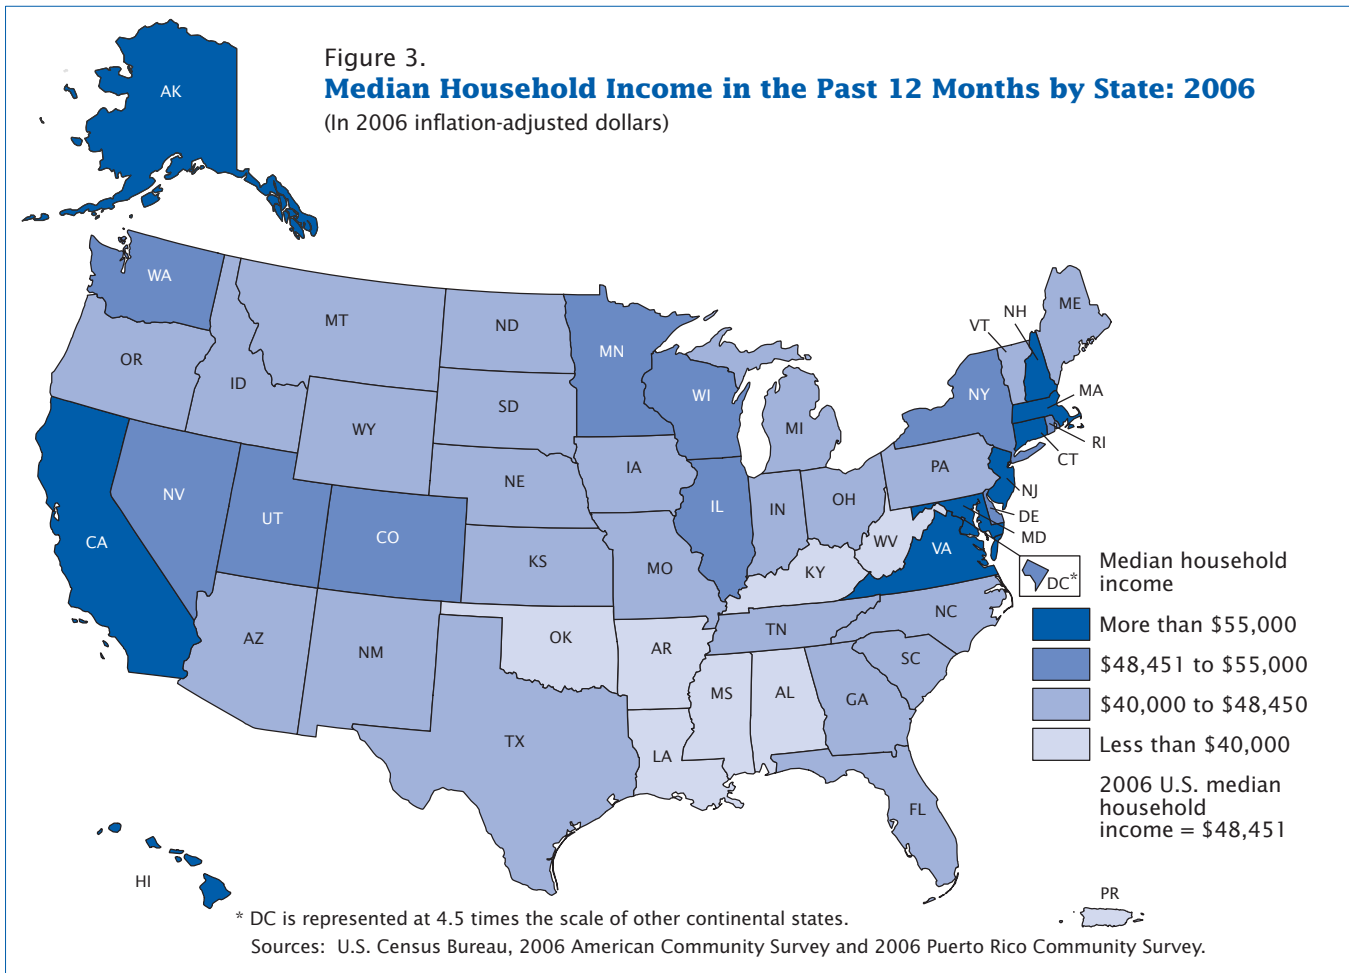 Figure 3.
Median Household Income in the Past 12 Months by State: 2006
(In 2006 inflation-adjusted dollars)
AK
WA
MT
ND
MN
VT
NH
ME
OR
ID
SD
WI
NY
MA
WY
MI
RI
CT
IA
PA
NE
NV
UT
CO
IL
IN
OH
NJ
DE
MD
CA
KS
MO
WV
VA
KY
DC*
AZ
NM
OK
AR
TN
NC
SC
MS
AL
GA
TX
LA
FL
HI
PR
Median household
income
More than $55,000
$48,451 to $55,000
$40,000 to $48,450
Less than $40,000
2006 U.S. median
household
income = $48,451
* DC is represented at 4.5 times the scale of other continental states.
Sources: U.S. Census Bureau, 2006 American Community Survey and 2006 Puerto Rico Community Survey.